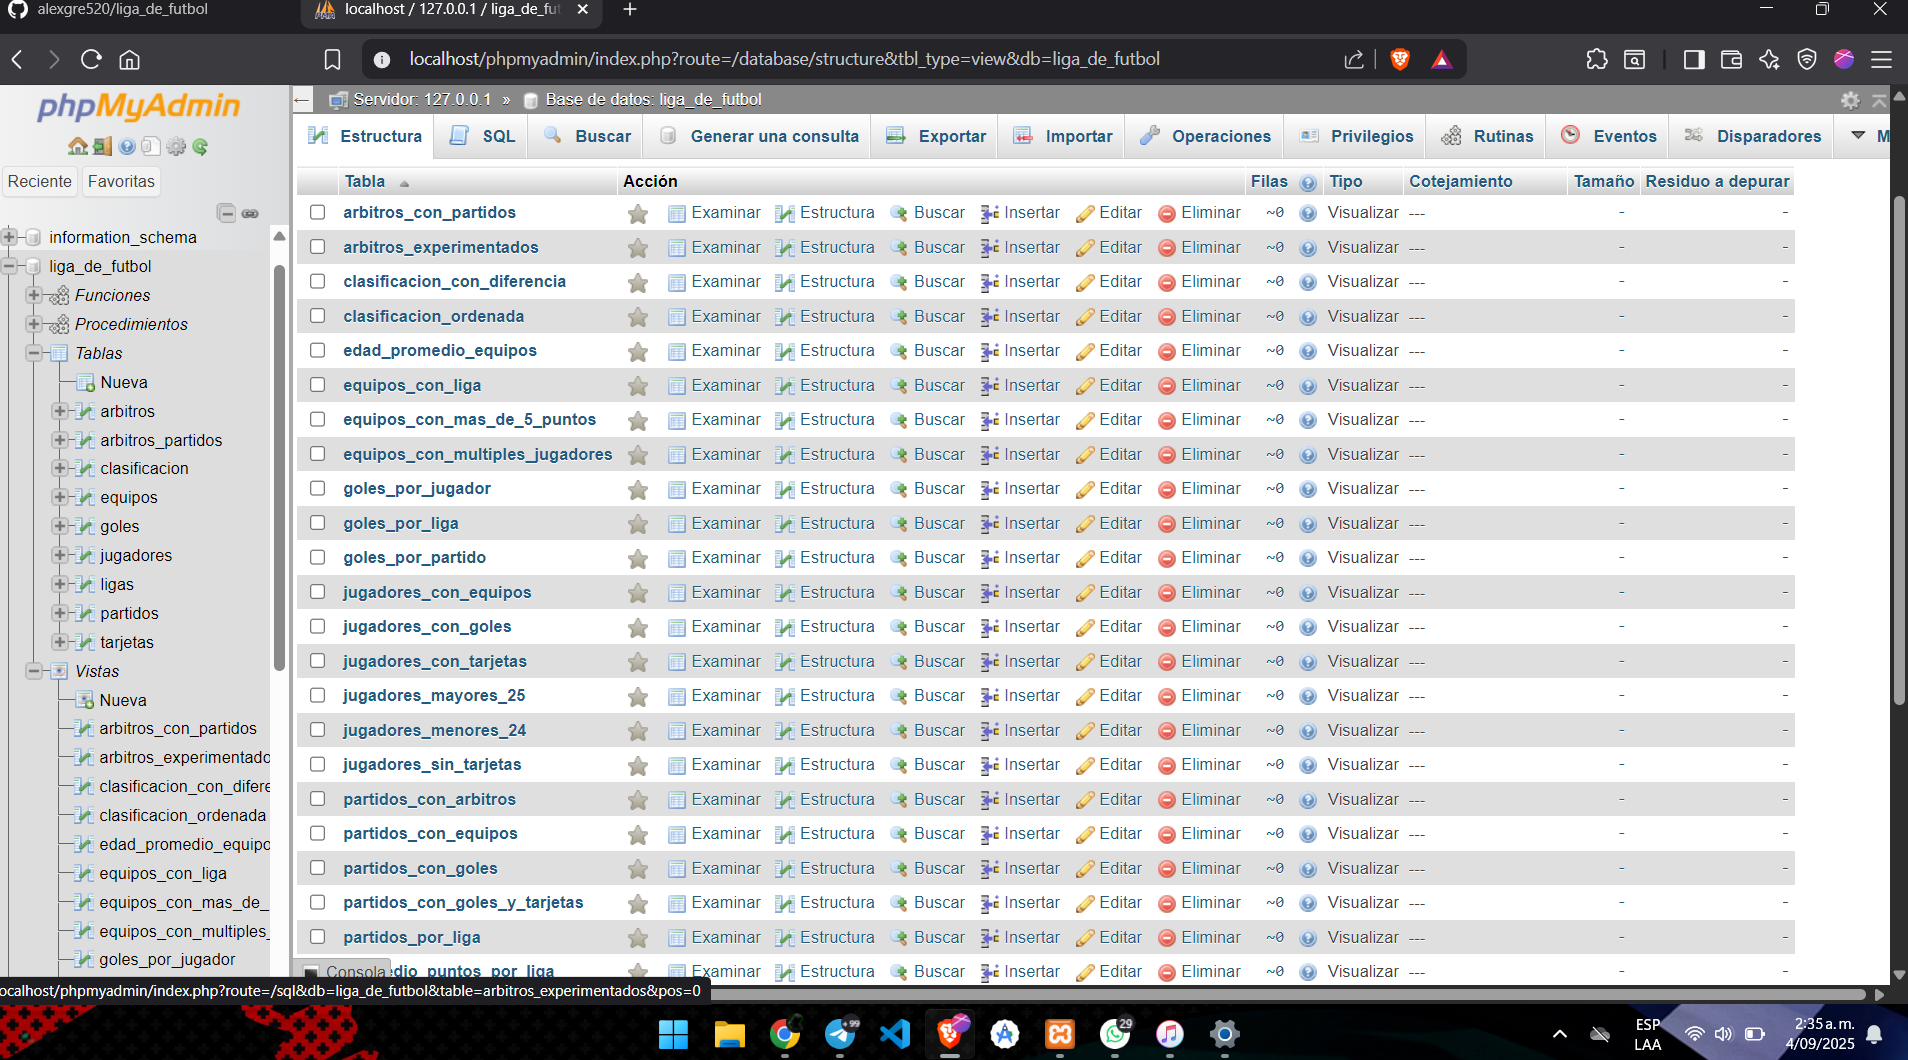 alexgre520/liga_de_futbol
localhost / 127.0.0.1 / liga_de_fut
localhost/phpmyadmin/index.php?route=/database/structure&tbl_type=view&db=liga_de_futbol
phpMyAdmin
Reciente Favoritas
information_schema
liga_de_futbol
Funciones
Procedimientos
Tablas
Nueva
arbitros
arbitros_partidos
clasificacion
equipos
goles
jugadores
ligas
partidos
tarjetas
Vistas
Nueva
arbitros_con_partidos
arbitros_experimentado
clasificacion_con_difere
clasificacion_ordenada
edad_promedio_equipo
equipos_con_liga
equipos_con_mas_de_
equipos_con_multiples_
goles_por_jugador
Servidor: 127.0.0.1 » Base de datos: liga_de_futbol
Estructura SQL Buscar Generar una consulta Exportar Importar Operaciones Privilegios Rutinas Eventos Disparadores M
Tabla Acción Filas Tipo Cotejamiento Tamaño Residuo a depurar
arbitros_con_partidos Examinar Estructura Buscar Insertar Editar Eliminar ~0 Visualizar --- - -
arbitros_experimentados Examinar Estructura Buscar Insertar Editar Eliminar ~0 Visualizar --- - -
clasificacion_con_diferencia Examinar Estructura Buscar Insertar Editar Eliminar ~0 Visualizar --- - -
clasificacion_ordenada Examinar Estructura Buscar Insertar Editar Eliminar ~0 Visualizar --- - -
edad_promedio_equipos Examinar Estructura Buscar Insertar Editar Eliminar ~0 Visualizar --- - -
equipos_con_liga Examinar Estructura Buscar Insertar Editar Eliminar ~0 Visualizar --- - -
equipos_con_mas_de_5_puntos Examinar Estructura Buscar Insertar Editar Eliminar ~0 Visualizar --- - -
equipos_con_multiples_jugadores Examinar Estructura Buscar Insertar Editar Eliminar ~0 Visualizar --- - -
goles_por_jugador Examinar Estructura Buscar Insertar Editar Eliminar ~0 Visualizar --- - -
goles_por_liga Examinar Estructura Buscar Insertar Editar Eliminar ~0 Visualizar --- - -
goles_por_partido Examinar Estructura Buscar Insertar Editar Eliminar ~0 Visualizar --- - -
jugadores_con_equipos Examinar Estructura Buscar Insertar Editar Eliminar ~0 Visualizar --- - -
jugadores_con_goles Examinar Estructura Buscar Insertar Editar Eliminar ~0 Visualizar --- - -
jugadores_con_tarjetas Examinar Estructura Buscar Insertar Editar Eliminar ~0 Visualizar --- - -
jugadores_mayores_25 Examinar Estructura Buscar Insertar Editar Eliminar ~0 Visualizar --- - -
jugadores_menores_24 Examinar Estructura Buscar Insertar Editar Eliminar ~0 Visualizar --- - -
jugadores_sin_tarjetas Examinar Estructura Buscar Insertar Editar Eliminar ~0 Visualizar --- - -
partidos_con_arbitros Examinar Estructura Buscar Insertar Editar Eliminar ~0 Visualizar --- - -
partidos_con_equipos Examinar Estructura Buscar Insertar Editar Eliminar ~0 Visualizar --- - -
partidos_con_goles Examinar Estructura Buscar Insertar Editar Eliminar ~0 Visualizar --- - -
partidos_con_goles_y_tarjetas Examinar Estructura Buscar Insertar Editar Eliminar ~0 Visualizar --- - -
partidos_por_liga Examinar Estructura Buscar Insertar Editar Eliminar ~0 Visualizar --- - -
Consola edio_puntos_por_liga Examinar Estructura Buscar Insertar Editar Eliminar ~0 Visualizar --- - -
ocalhost/phpmyadmin/index.php?route=/sql&db=liga_de_futbol&table=arbitros_experimentados&pos=0
+99
29
ESP
LAA
2:35 a. m.
4/09/2025